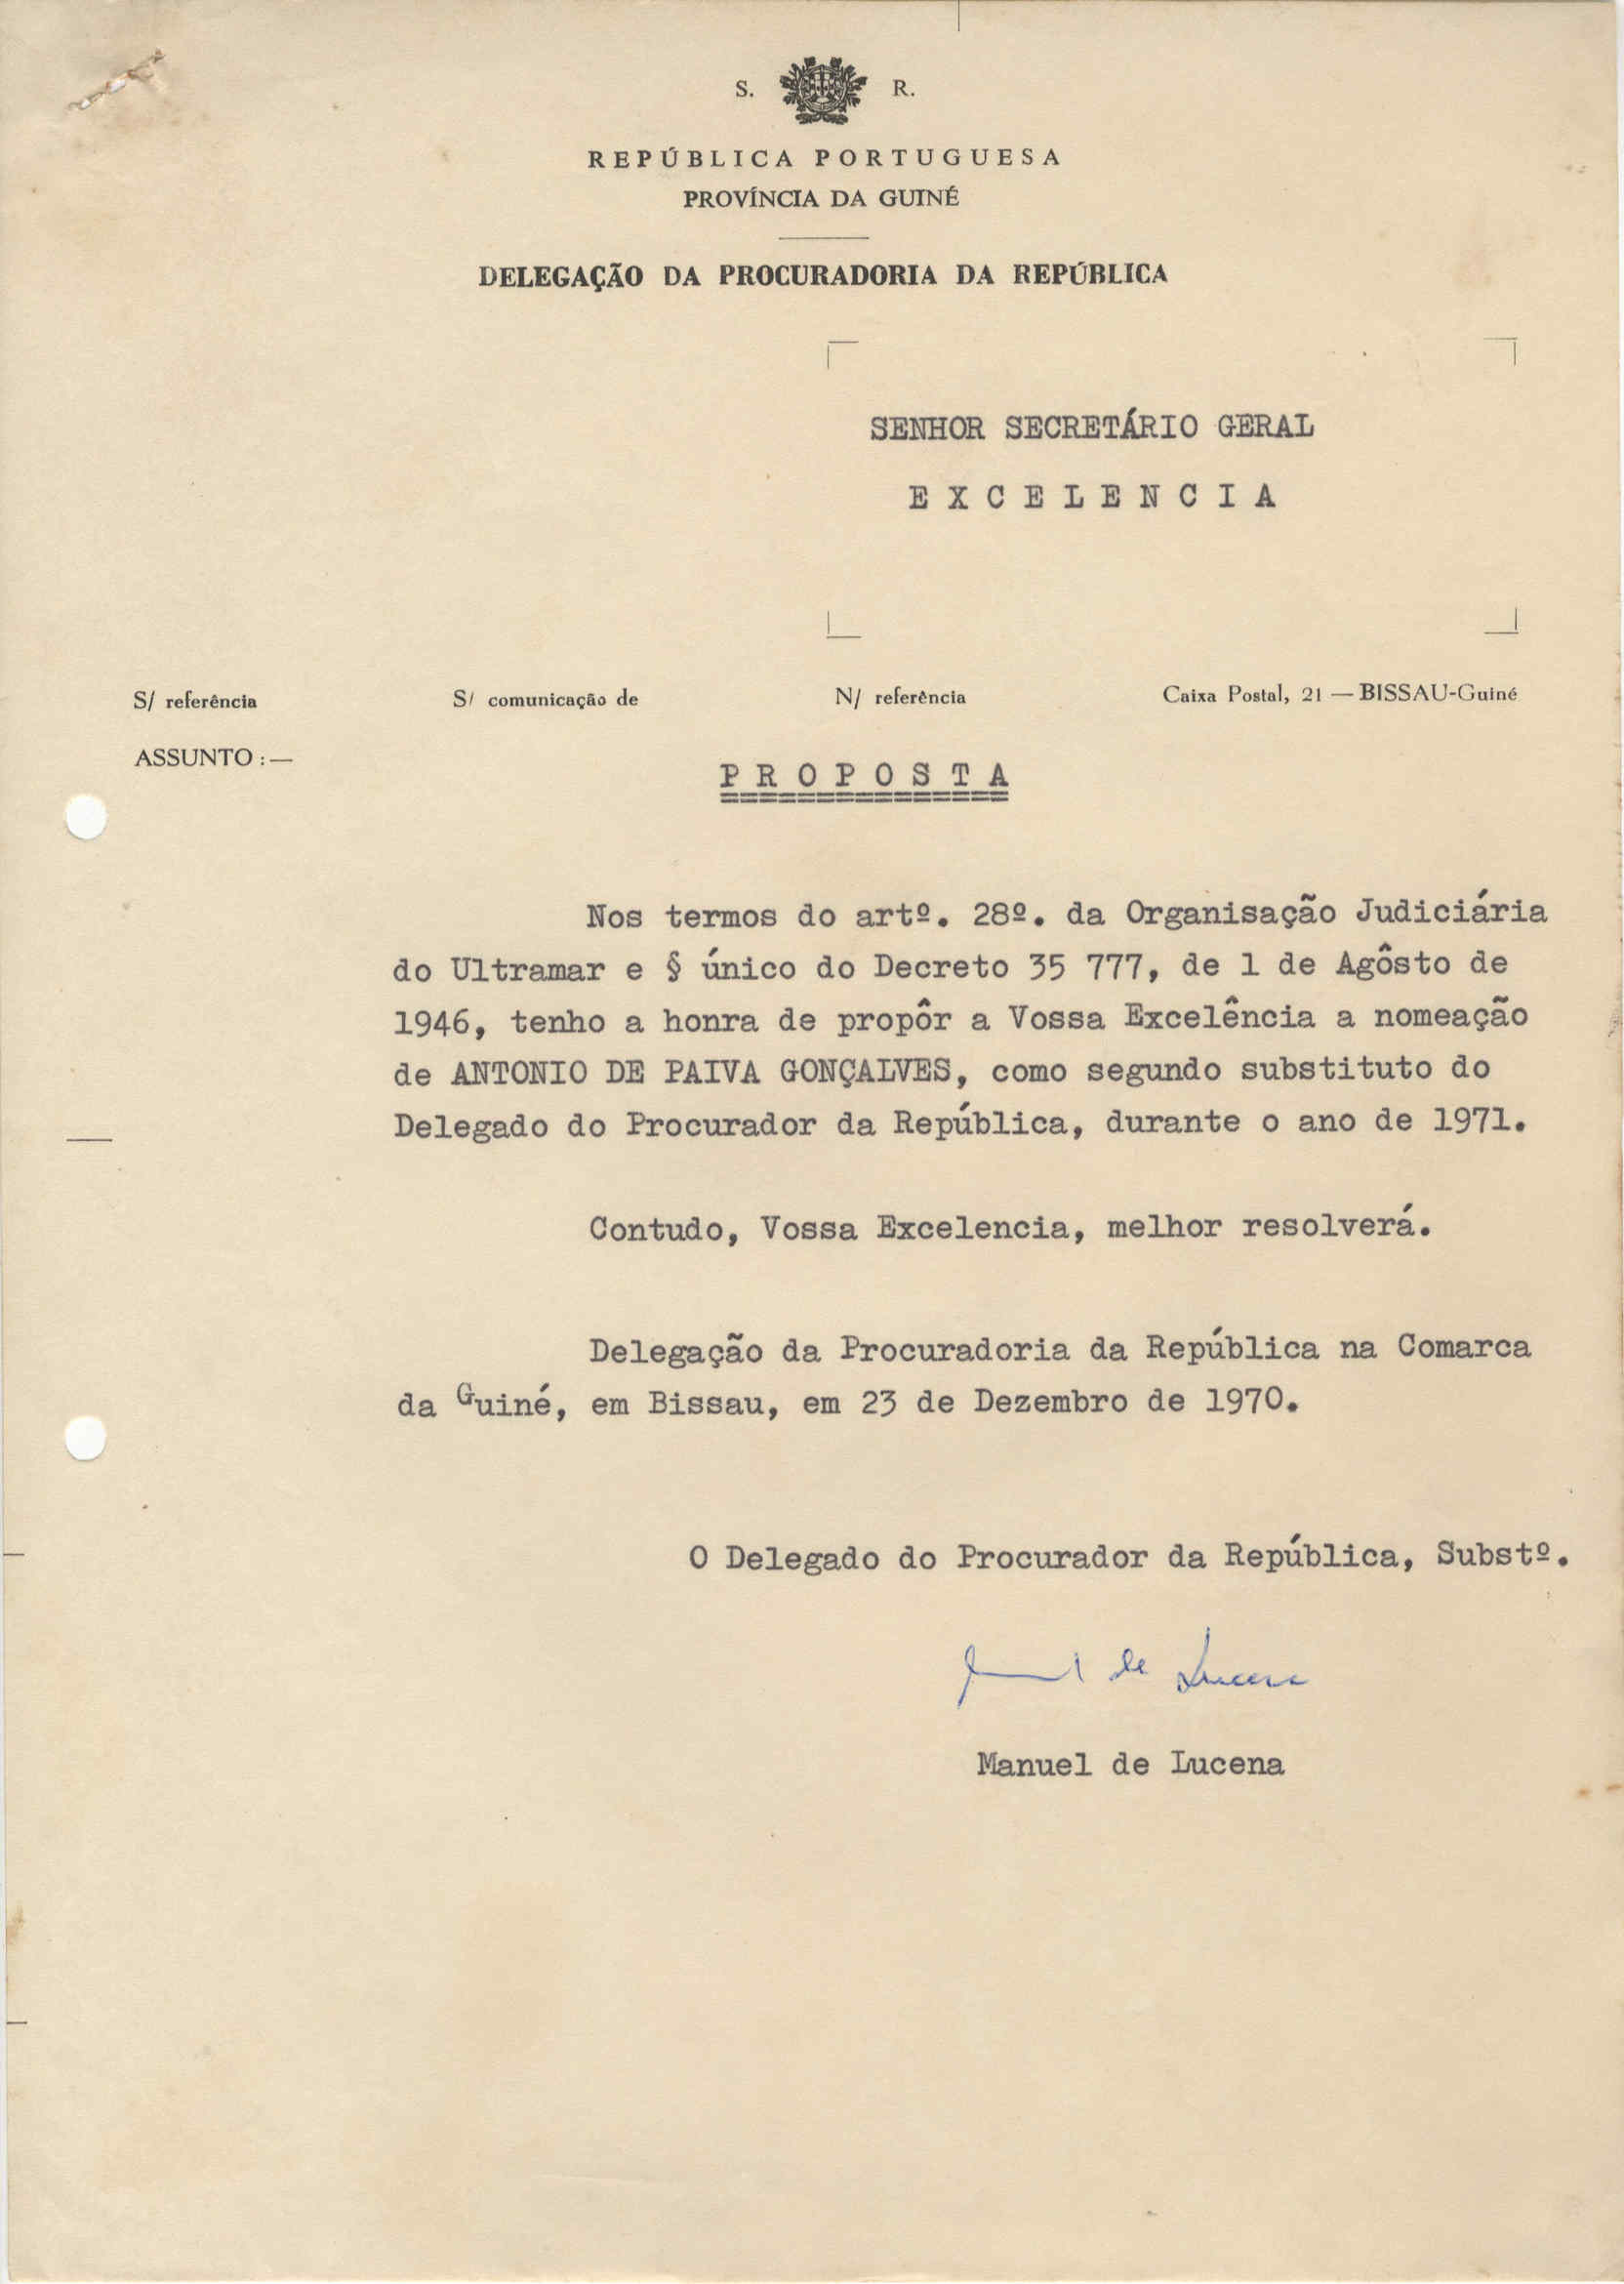 S. R.
REPÚBLICA PORTUGUESA
PROVÍNCIA DA GUINÉ
DELEGAÇÃO DA PROCURADORIA DA REPÚBLICA
SENHOR SECRETÁRIO GERAL
E X C E L E N C I A
S/ referência S/ comunicação de N/ referência Caixa Postal, 21 — BISSAU-Guiné
ASSUNTO : —
P R O P O S T A
Nos termos do artº. 28º. da Organisação Judiciária
do Ultramar e § único do Decreto 35 777, de 1 de Agôsto de
1946, tenho a honra de propôr a Vossa Excelência a nomeação
de ANTONIO DE PAIVA GONÇALVES, como segundo substituto do
Delegado do Procurador da República, durante o ano de 1971.
Contudo, Vossa Excelencia, melhor resolverá.
Delegação da Procuradoria da República na Comarca
da Guiné, em Bissau, em 23 de Dezembro de 1970.
O Delegado do Procurador da República, Substº.
de Lucena
Manuel de Lucena